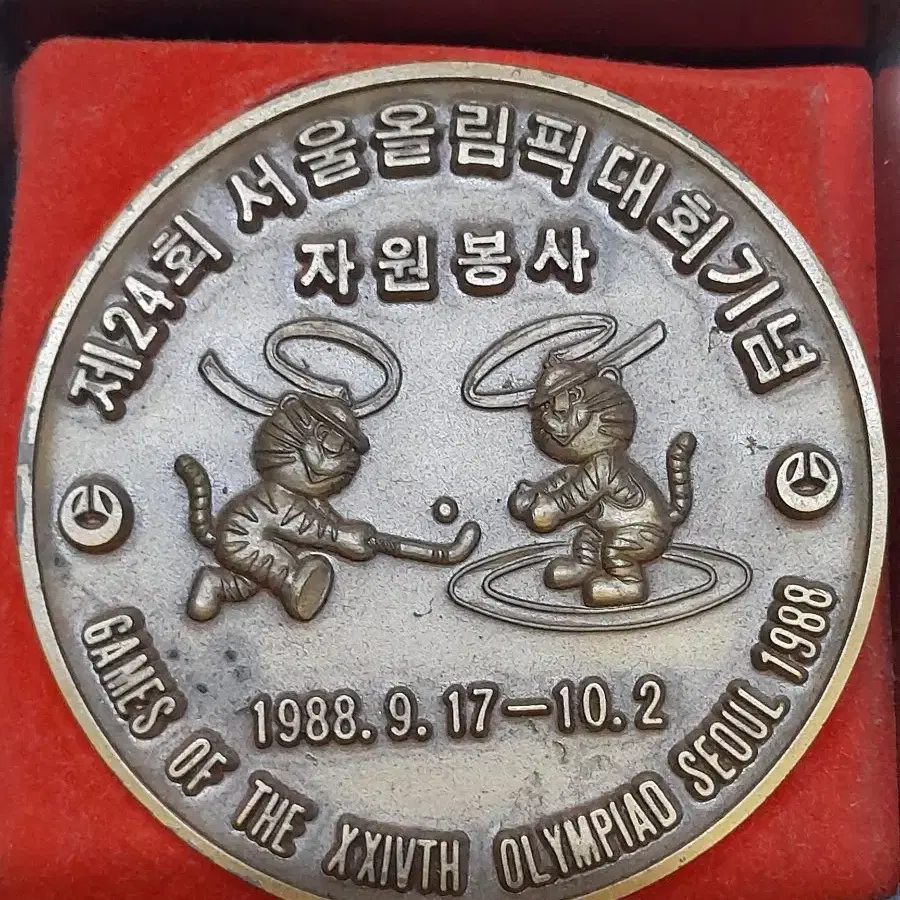 제24회 서울올림픽대회기념
자원봉사
1988.9.17-10.2
GAMES OF THE XXIVTH OLYMPIAD SEOUL 1988